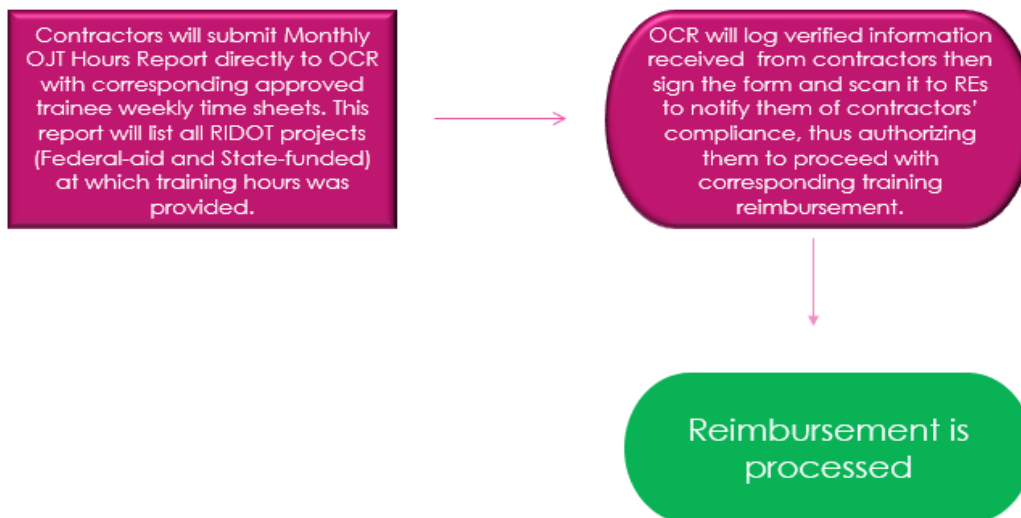 Contractors will submit Monthly
OJT Hours Report directly to OCR
with corresponding approved
trainee weekly time sheets. This
report will list all RIDOT projects
(Federal-aid and State-funded)
at which training hours was
provided.
OCR will log verified information
received from contractors then
sign the form and scan it to REs
to notify them of contractors'
compliance, thus authorizing
them to proceed with
corresponding training
reimbursement.
Reimbursement is
processed